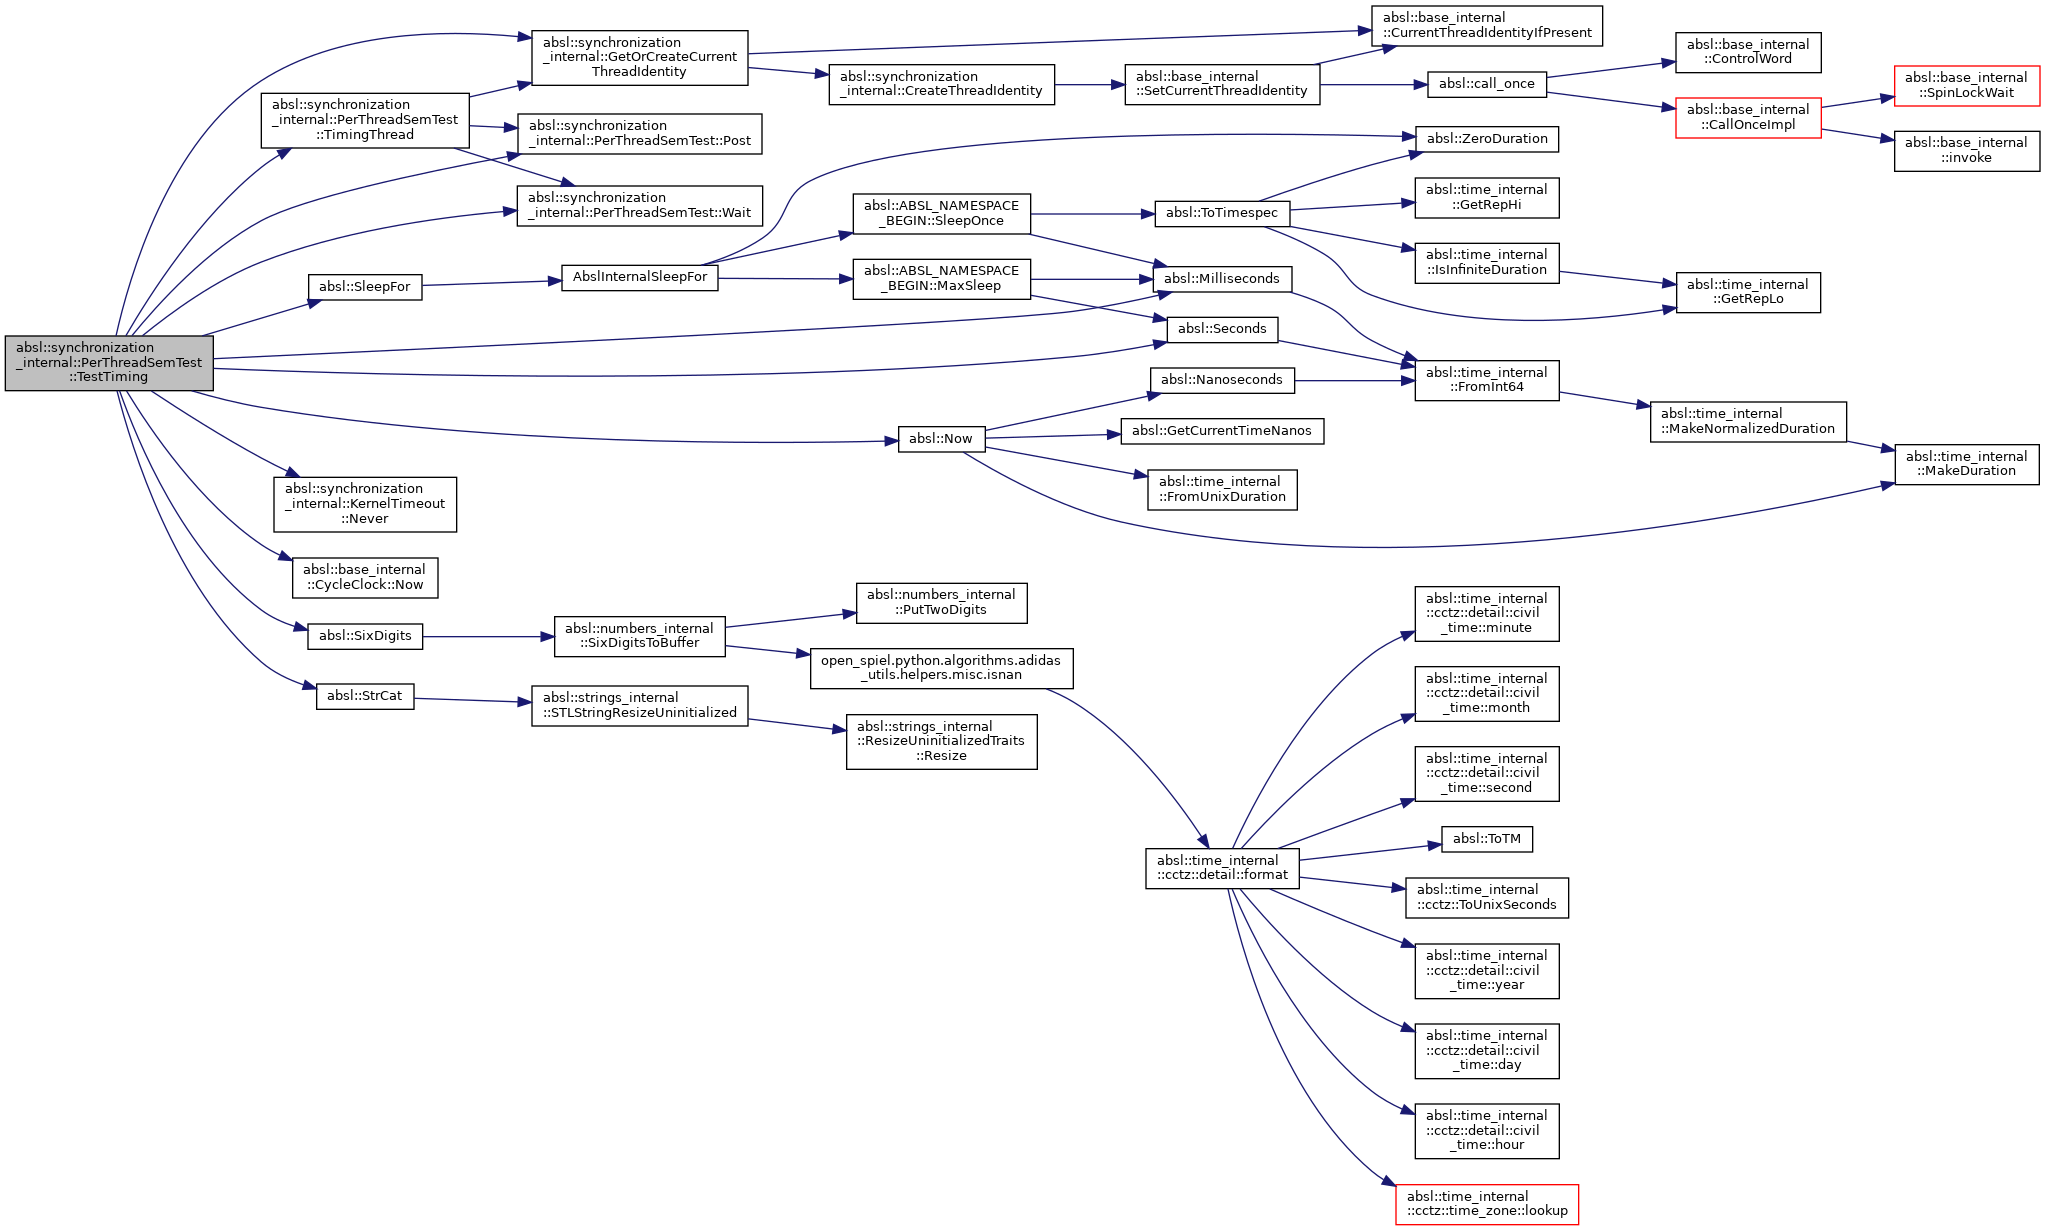 absl::synchronization
_internal::PerThreadSemTest
::TestTiming
absl::synchronization
_internal::GetOrCreateCurrent
ThreadIdentity
absl::synchronization
_internal::PerThreadSemTest
::TimingThread
absl::synchronization
_internal::PerThreadSemTest::Post
absl::synchronization
_internal::PerThreadSemTest::Wait
absl::SleepFor
AbslInternalSleepFor
absl::base_internal
::CurrentThreadIdentityIfPresent
absl::synchronization
_internal::CreateThreadIdentity
absl::base_internal
::SetCurrentThreadIdentity
absl::call_once
absl::base_internal
::ControlWord
absl::base_internal
::CallOnceImpl
absl::base_internal
::SpinLockWait
absl::base_internal
::invoke
absl::ZeroDuration
absl::ABSL_NAMESPACE
_BEGIN::SleepOnce
absl::ToTimespec
absl::time_internal
::GetRepHi
absl::time_internal
::IsInfiniteDuration
absl::time_internal
::GetRepLo
absl::ABSL_NAMESPACE
_BEGIN::MaxSleep
absl::Milliseconds
absl::Seconds
absl::Nanoseconds
absl::time_internal
::FromInt64
absl::time_internal
::MakeNormalizedDuration
absl::time_internal
::MakeDuration
absl::Now
absl::GetCurrentTimeNanos
absl::time_internal
::FromUnixDuration
absl::synchronization
_internal::KernelTimeout
::Never
absl::base_internal
::CycleClock::Now
absl::SixDigits
absl::numbers_internal
::SixDigitsToBuffer
absl::numbers_internal
::PutTwoDigits
open_spiel.python.algorithms.adidas
_utils.helpers.misc.isnan
absl::StrCat
absl::strings_internal
::STLStringResizeUninitialized
absl::strings_internal
::ResizeUninitializedTraits
::Resize
absl::time_internal
::cctz::detail::format
absl::time_internal
::cctz::detail::civil
_time::minute
absl::time_internal
::cctz::detail::civil
_time::month
absl::time_internal
::cctz::detail::civil
_time::second
absl::ToTM
absl::time_internal
::cctz::ToUnixSeconds
absl::time_internal
::cctz::detail::civil
_time::year
absl::time_internal
::cctz::detail::civil
_time::day
absl::time_internal
::cctz::detail::civil
_time::hour
absl::time_internal
::cctz::time_zone::lookup